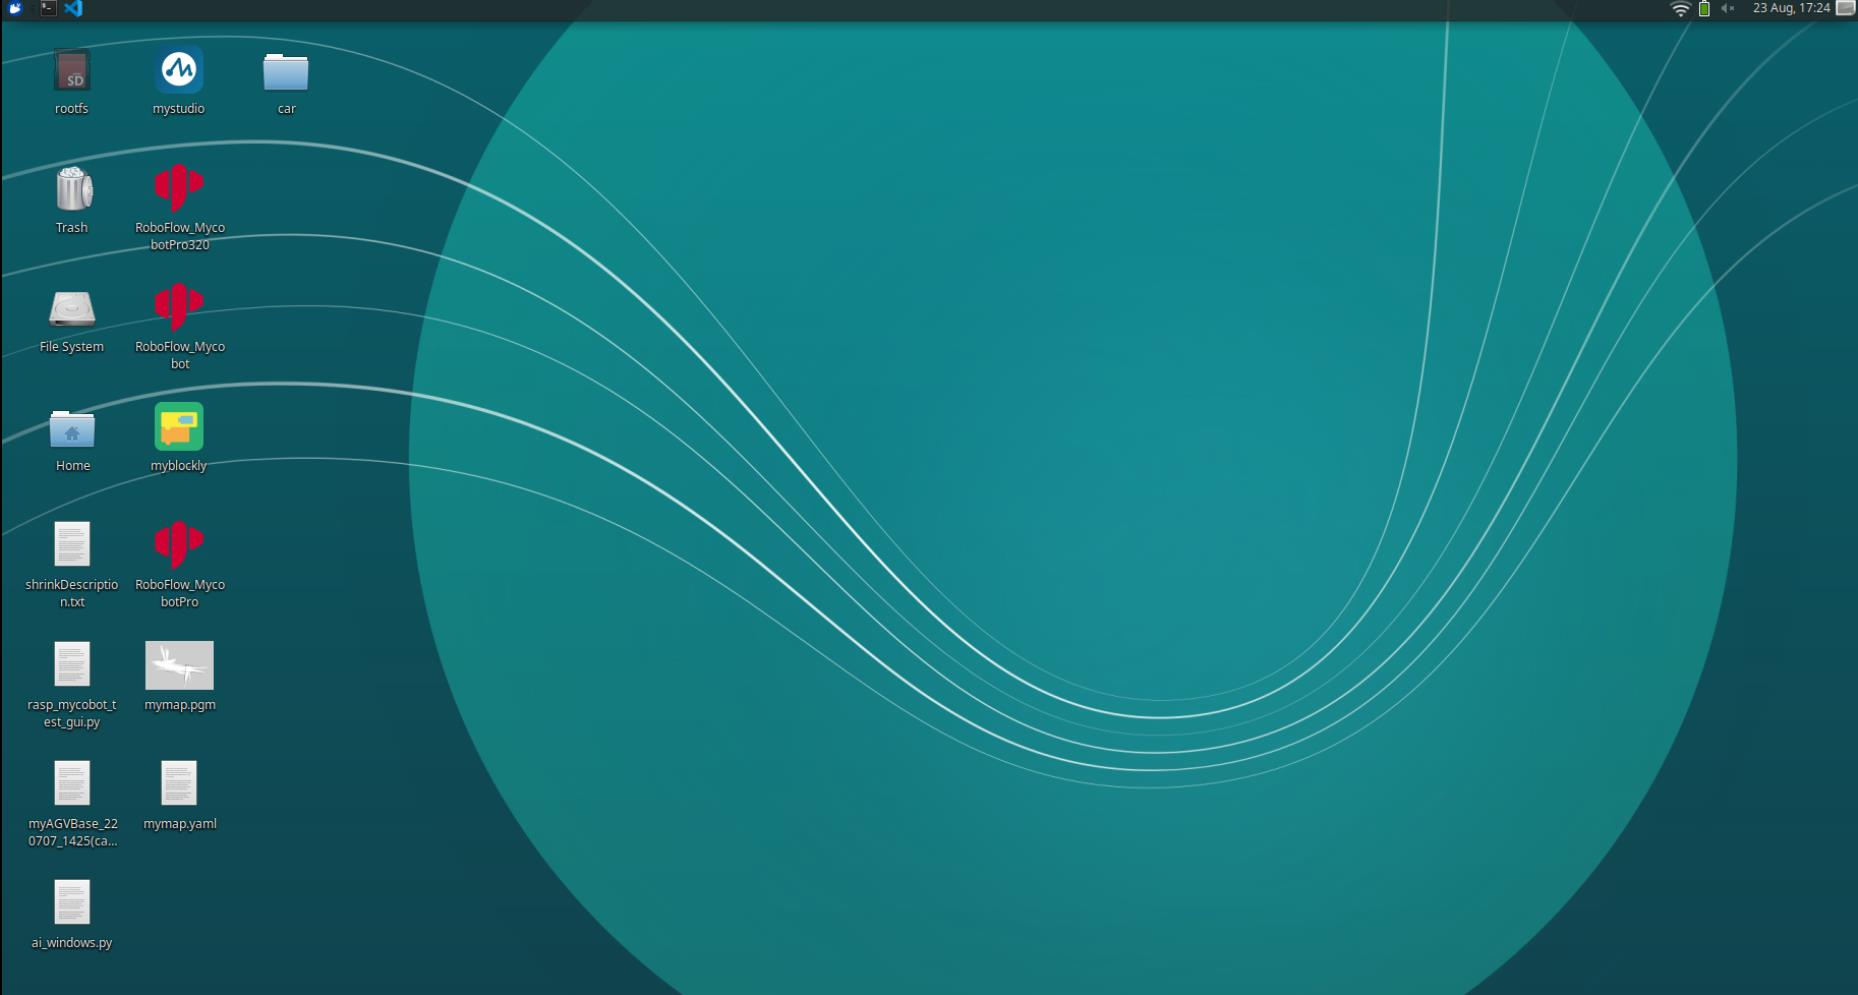 23 Aug, 17:24
SD
rootfs
mystudio
car
Trash
RoboFlow_Myco
botPro320
File System
RoboFlow_Myco
bot
Home
myblockly
shrinkDescriptio
n.txt
RoboFlow_Myco
botPro
rasp_mycobot_t
est_gui.py
mymap.pgm
myAGVBase_22
0707_1425(ca...
mymap.yaml
ai_windows.py